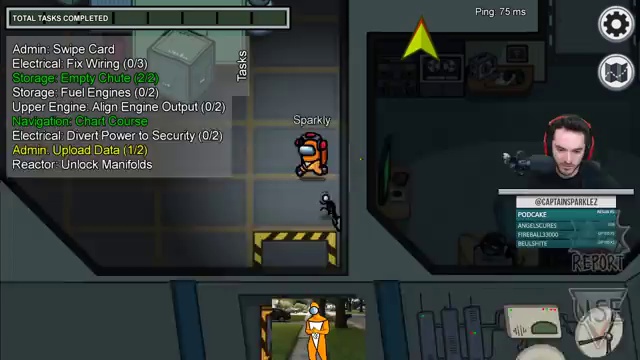 TOTAL TASKS COMPLETED
Ping: 75 ms
Admin: Swipe Card
Electrical: Fix Wiring (0/3)
Storage: Empty Chute (2/2)
Storage: Fuel Engines (0/2)
Upper Engine: Align Engine Output (0/2)
Navigation: Chart Course
Electrical: Divert Power to Security (0/2)
Admin: Upload Data (1/2)
Reactor: Unlock Manifolds
Tasks
Sparkly
@CAPTAINSPARKLEZ
PODCAKE
ANGELSCUFIES
FIREBALL33000
BEULSHITE
REPORT
USE